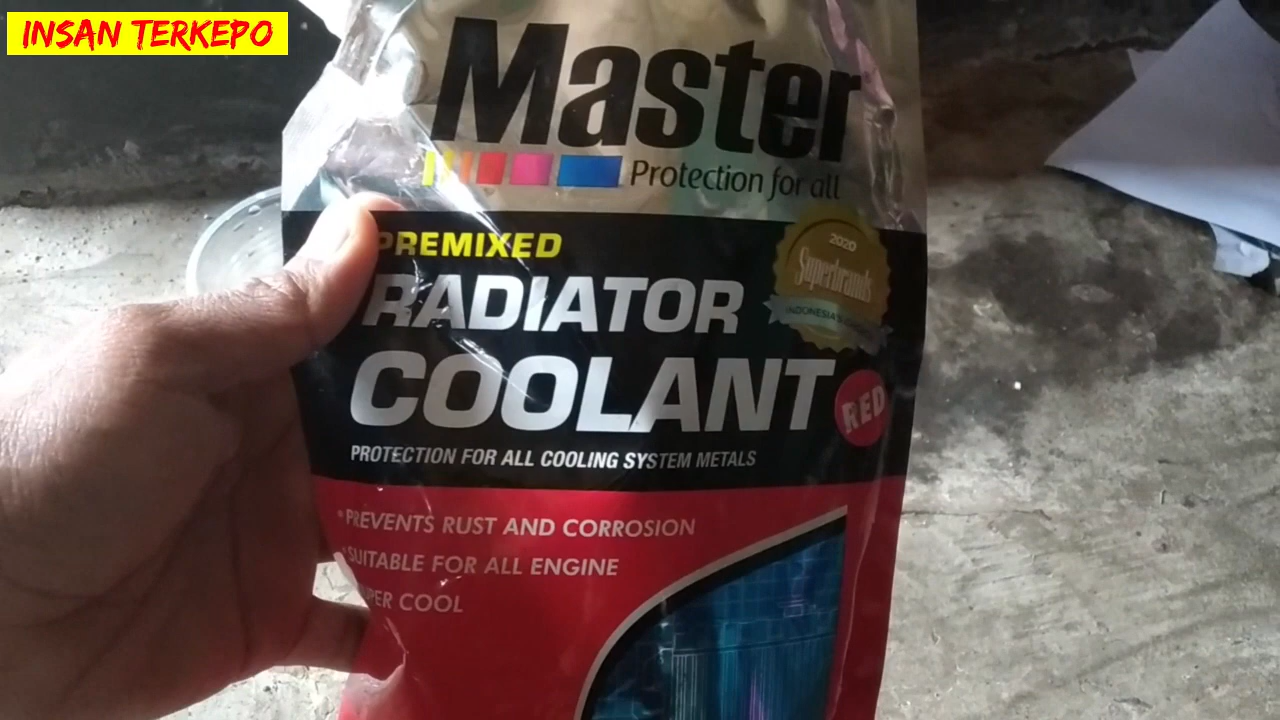 INSAN TERKEPO
Master
Protection for all
PREMIXED
RADIATOR
COOLANT
RED
2020
Superbrands
PROTECTION FOR ALL COOLING SYSTEM METALS
*PREVENTS RUST AND CORROSION
*SUITABLE FOR ALL ENGINE
COOL